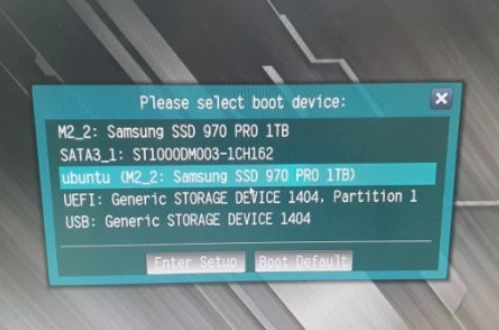 Please select boot device:
M2_2: Samsung SSD 970 PRO 1TB
SATA3_1: ST1000DM003-1CH162
ubuntu (M2_2: Samsung SSD 970 PRO 1TB)
UEFI: Generic STORAGE DEVICE 1404, Partition 1
USB: Generic STORAGE DEVICE 1404
Enter Setup Boot Default